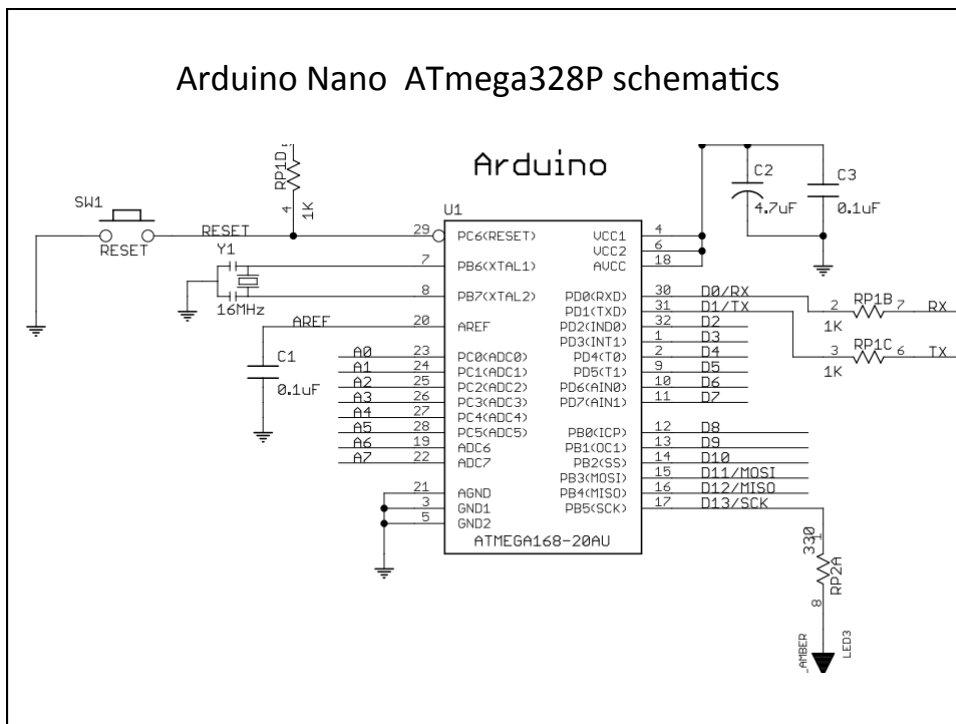 Arduino Nano ATmega328P schematics
Arduino
RP1D
4
1K
SW1
RESET
RESET
Y1
16MHz
AREF
C1
0.1uF
U1
29 PC6(RESET)
7 PB6(XTAL1)
8 PB7(XTAL2)
20 AREF
A0 23 PC0(ADC0)
A1 24 PC1(ADC1)
A2 25 PC2(ADC2)
A3 26 PC3(ADC3)
A4 27 PC4(ADC4)
A5 28 PC5(ADC5)
A6 19 ADC6
A7 22 ADC7
21 AGND
3 GND1
5 GND2
VCC1 4
VCC2 6
AVCC 18
PD0(RXD) 30 D0/RX
PD1(TXD) 31 D1/TX
PD2(IND0) 32 D2
PD3(INT1) 1 D3
PD4(T0) 2 D4
PD5(T1) 9 D5
PD6(AIN0) 10 D6
PD7(AIN1) 11 D7
PB0(ICP) 12 D8
PB1(OC1) 13 D9
PB2(SS) 14 D10
PB3(MOSI) 15 D11/MOSI
PB4(MISO) 16 D12/MISO
PB5(SCK) 17 D13/SCK
ATMEGA168-20AU
C2
4.7uF
C3
0.1uF
2 RP1B 7 RX
1K
3 RP1C 6 TX
1K
330
1
RP2A
8
AMBER
LED3